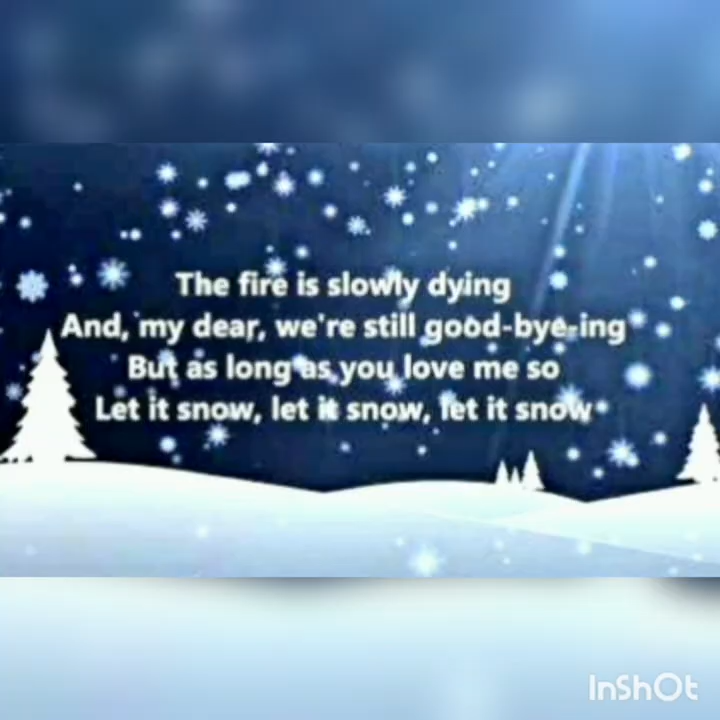 The fire is slowly dying
And, my dear, we're still good-bye-ing
But as long as you love me so
Let it snow, let it snow, let it snow
InShOt